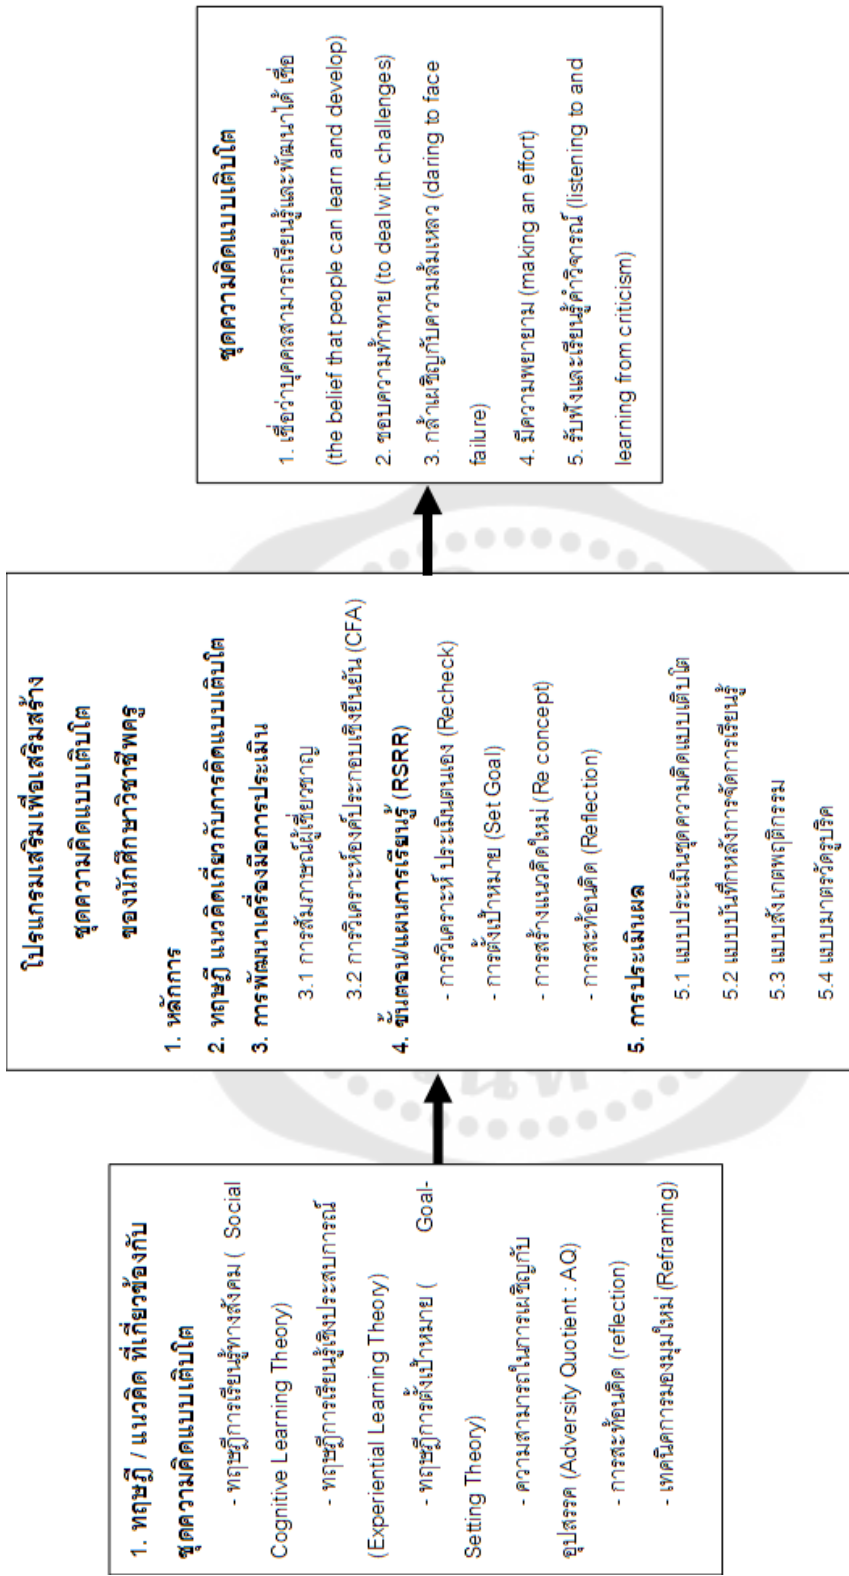 1. ทฤษฎี / แนวคิด ที่เกี่ยวข้องกับ
ชุดความคิดแบบเติบโต
- ทฤษฎีการเรียนรู้ทางสังคม ( Social
Cognitive Learning Theory)
- ทฤษฎีการเรียนรู้เชิงประสบการณ์
(Experiential Learning Theory)
- ทฤษฎีการตั้งเป้าหมาย ( Goal-
Setting Theory)
- ความสามารถในการเผชิญกับ
อุปสรรค (Adversity Quotient : AQ)
- การสะท้อนคิด (reflection)
- เทคนิคการมองมุมใหม่ (Reframing)
โปรแกรมเสริมเพื่อเสริมสร้าง
ชุดความคิดแบบเติบโต
ของนักศึกษาวิชาชีพครู
1. หลักการ
2. ทฤษฎี แนวคิดเกี่ยวกับการคิดแบบเติบโต
3. การพัฒนาเครื่องมือการประเมิน
3.1 การสัมภาษณ์ผู้เชี่ยวชาญ
3.2 การวิเคราะห์องค์ประกอบเชิงยืนยัน (CFA)
4. ขั้นตอน/แผนการเรียนรู้ (RSRR)
- การวิเคราะห์ ประเมินตนเอง (Recheck)
- การตั้งเป้าหมาย (Set Goal)
- การสร้างแนวคิดใหม่ (Re concept)
- การสะท้อนคิด (Reflection)
5. การประเมินผล
5.1 แบบประเมินชุดความคิดแบบเติบโต
5.2 แบบบันทึกหลังการจัดการเรียนรู้
5.3 แบบสังเกตพฤติกรรม
5.4 แบบมาตรวัดรูบริค
ชุดความคิดแบบเติบโต
1. เชื่อว่าบุคคลสามารถเรียนรู้และพัฒนาได้ เชื่อ
(the belief that people can learn and develop)
2. ชอบความท้าทาย (to deal with challenges)
3. กล้าเผชิญกับความล้มเหลว (daring to face
failure)
4. มีความพยายาม (making an effort)
5. รับฟังและเรียนรู้คำวิจารณ์ (listening to and
learning from criticism)